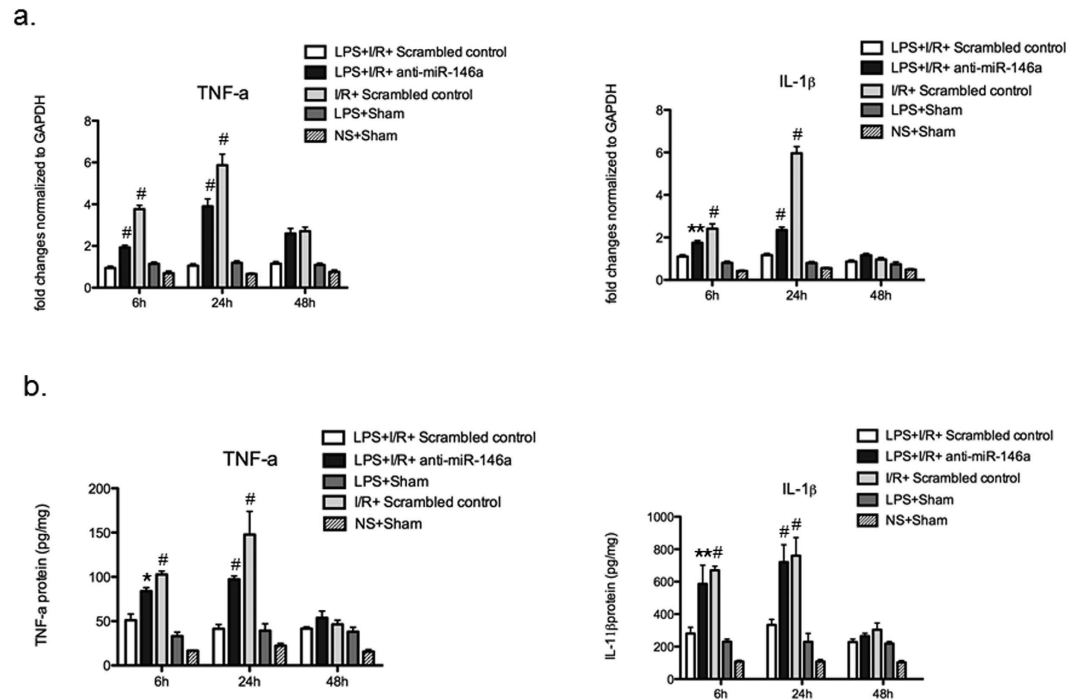 a.
TNF-a
LPS+I/R+ Scrambled control
LPS+I/R+ anti-miR-146a
I/R+ Scrambled control
LPS+Sham
NS+Sham
fold changes normalized to GAPDH
8
6
4
2
0
# # # # 
6h 24h 48h
IL-1β
LPS+I/R+ Scrambled control
LPS+I/R+ anti-miR-146a
I/R+ Scrambled control
LPS+Sham
NS+Sham
fold changes normalized to GAPDH
8
6
4
2
0
** # # #
6h 24h 48h
b.
TNF-a
LPS+I/R+ Scrambled control
LPS+I/R+ anti-miR-146a
LPS+Sham
I/R+ Scrambled control
NS+Sham
TNF-a protein (pg/mg)
200
150
100
50
0
* # # #
6h 24h 48h
IL-1β
LPS+I/R+ Scrambled control
LPS+I/R+ anti-miR-146a
I/R+ Scrambled control
LPS+Sham
NS+Sham
IL-11βprotein (pg/mg)
1000
800
600
400
200
0
** # # #
6h 24h 48h